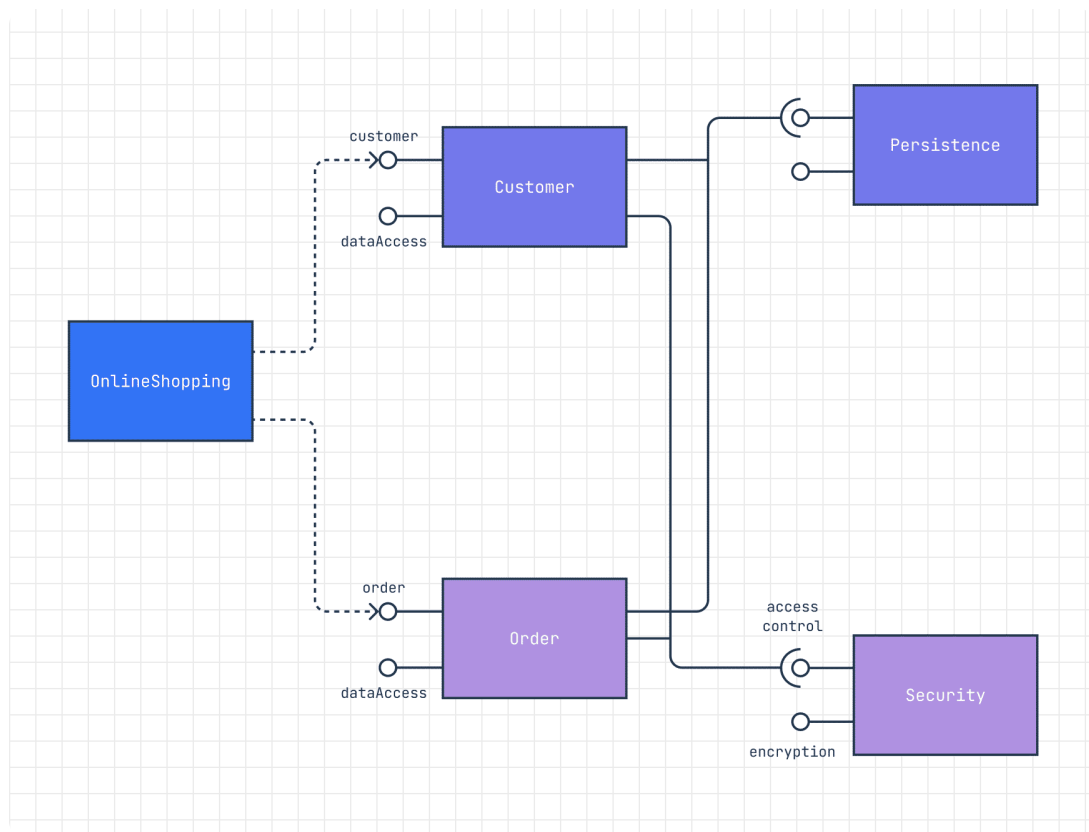 customer
Customer
dataAccess
Persistence
OnlineShopping
order
Order
dataAccess
access
control
Security
encryption